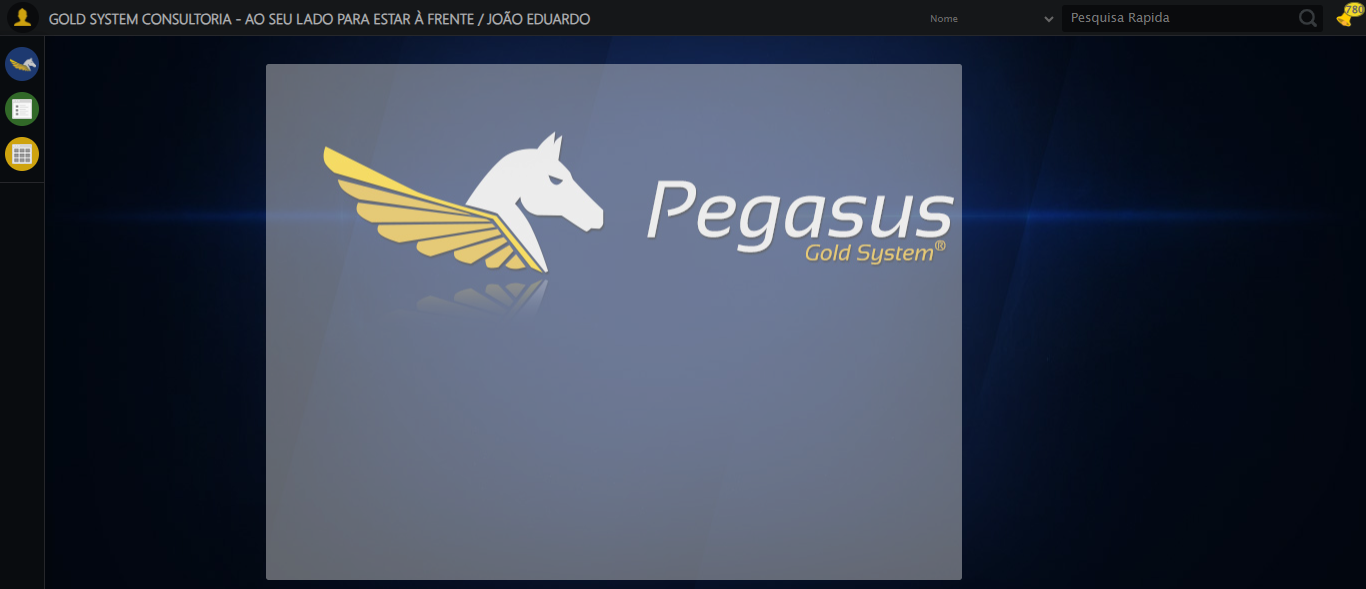 GOLD SYSTEM CONSULTORIA - AO SEU LADO PARA ESTAR À FRENTE / JOÃO EDUARDO
Nome
Pesquisa Rapida
780
Pegasus
Gold System®